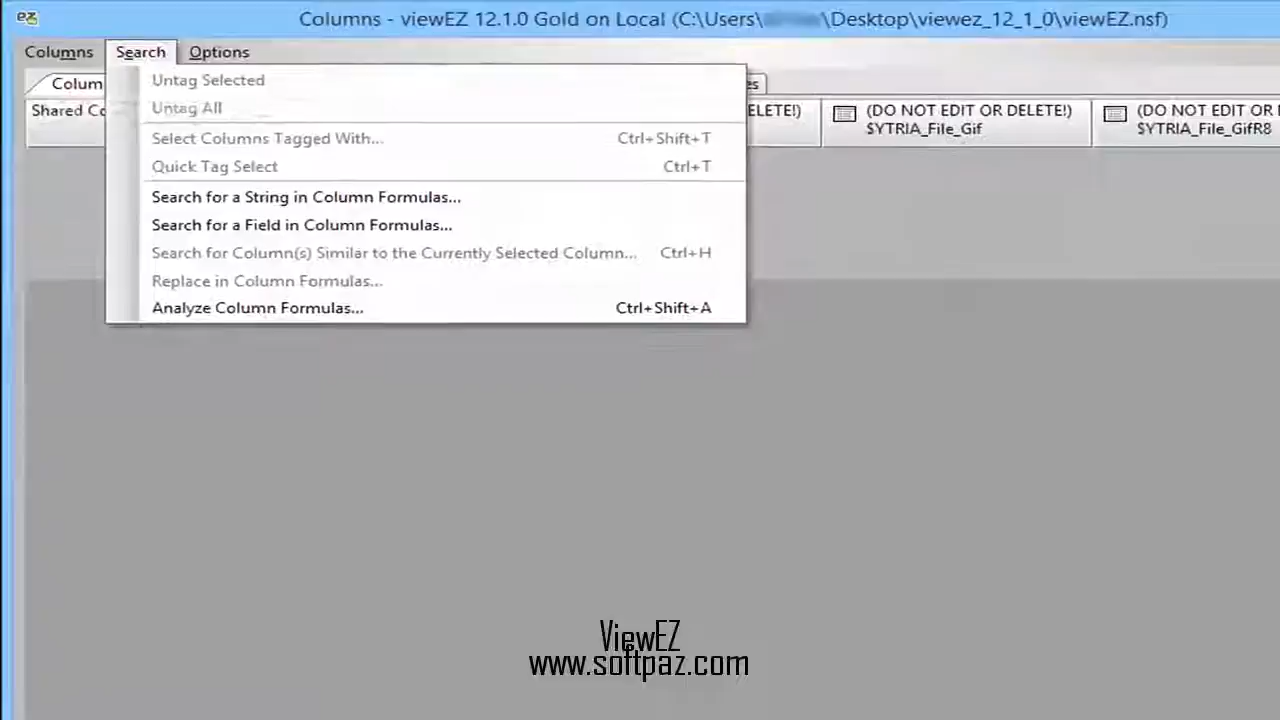 ez
Columns - viewEZ 12.1.0 Gold on Local (C:\Users\ \Desktop\viewez_12_1_0\viewEZ.nsf)
Columns Search Options
Colum
Untag Selected
Untag All
Select Columns Tagged With... Ctrl+Shift+T
Quick Tag Select Ctrl+T
Search for a String in Column Formulas...
Search for a Field in Column Formulas...
Search for Column(s) Similar to the Currently Selected Column... Ctrl+H
Replace in Column Formulas...
Analyze Column Formulas... Ctrl+Shift+A
es
Shared Co
ELETE!)
(DO NOT EDIT OR DELETE!)
$YTRIA_File_Gif
(DO NOT EDIT OR D
$YTRIA_File_GifR8
ViewEZ
www.softpaz.com